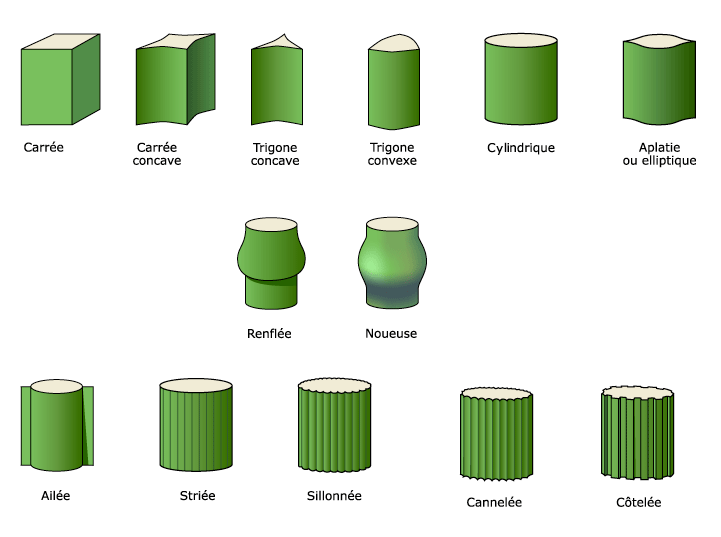 Carrée
Carrée
concave
Trigone
concave
Trigone
convexe
Cylindrique
Aplatie
ou elliptique
Renflée
Noueuse
Ailée
Striée
Sillonnée
Cannelée
Côtelée